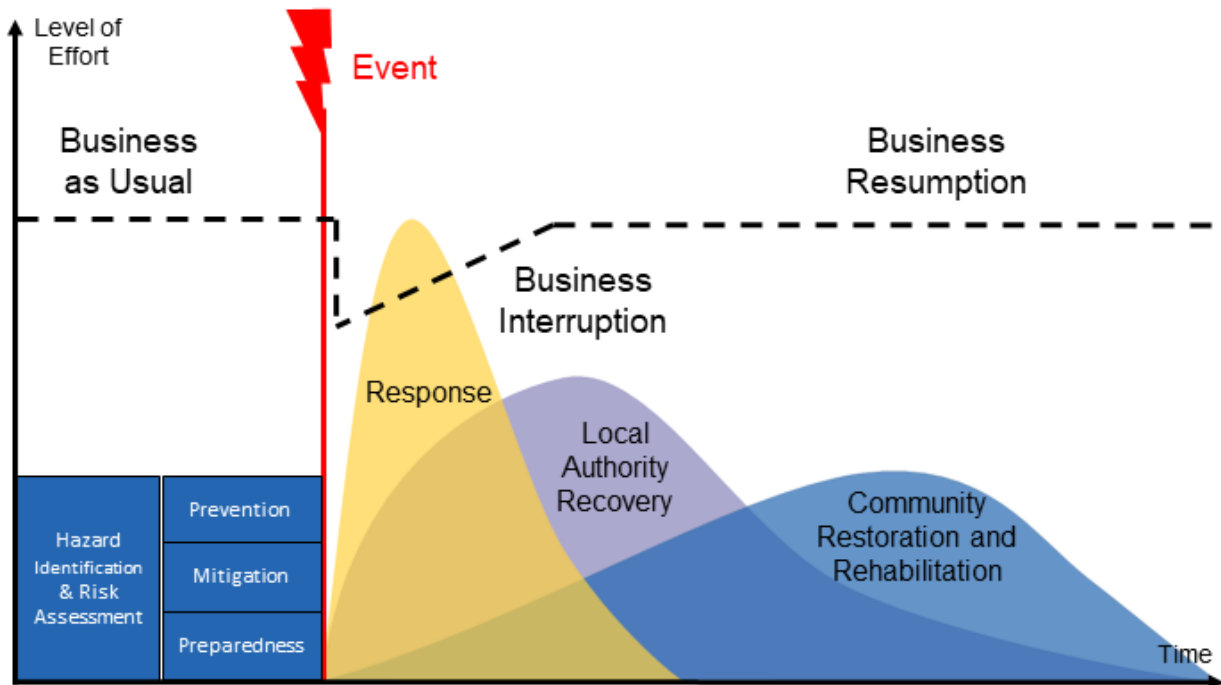 Level of
Effort
Event
Business
as Usual
Business
Resumption
Business
Interruption
Response
Local
Authority
Recovery
Community
Restoration and
Rehabilitation
Hazard
Identification
& Risk
Assessment
Prevention
Mitigation
Preparedness
Time